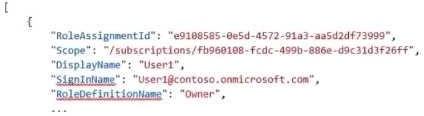 [
{
"RoleAssignmentId": "e9108585-0e5d-4572-91a3-aa5d2df73999",
"Scope": "/subscriptions/fb960108-fcdc-499b-886e-d9c31d3f26ff",
"DisplayName": "User1",
"SignInName": "User1@contoso.onmicrosoft.com",
"RoleDefinitionName": "Owner",
...